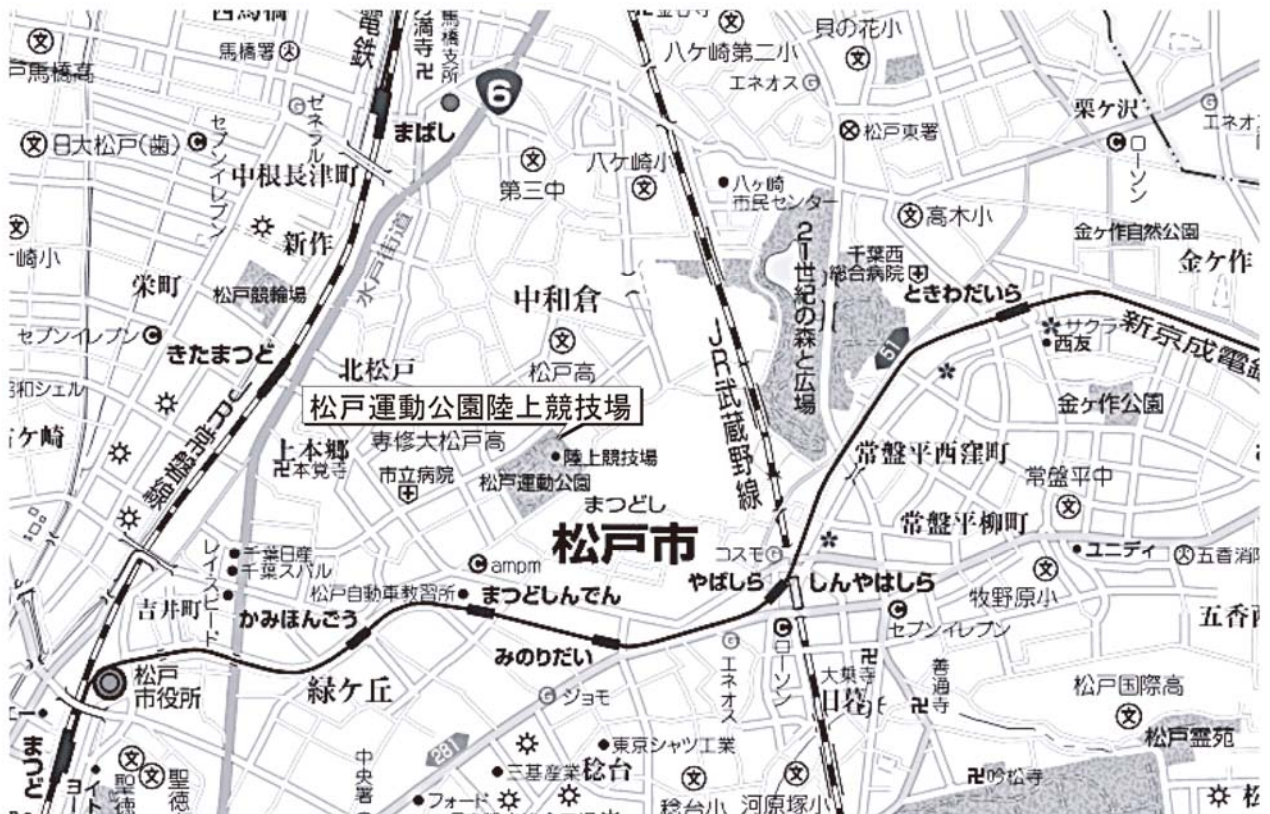 馬橋署
馬橋支所
八ケ崎第二小
貝の花小
エネオス
6
ゼネラル
まばし
セブンイレブン
日大松戸(歯)
中根長津町
第三中
八ケ崎小
松戸東署
栗ケ沢
ローソン
八ヶ崎
市民センター
高木小
新作
水戸街道
21世紀の森と広場
千葉西
総合病院
金ヶ作自然公園
金ケ作
栄町
松戸競輪場
中和倉
ときわだいら
サクラ
西友
新京成電鉄
セブンイレブン
きたまつど
北松戸
松戸高
51
JR武蔵野線
松戸運動公園陸上競技場
金ヶ作公園
JR常磐線
上本郷
本覚寺
専修大松戸高
市立病院
陸上競技場
松戸運動公園
常盤平西窪町
常盤平中
まつどし
松戸市
常盤平柳町
コスモ
ユニディ
五香消防
レイスピード
千葉日産
千葉スバル
ampm
松戸自動車教習所
まつどしんでん
やばしら
しんやはしら
牧野原小
吉井町
かみほんごう
セブンイレブン
みのりだい
エネオス
ローソン
大乗寺
日暮
善通寺
松戸
市役所
緑ケ丘
ジョモ
松戸国際高
まつど
281
東京シャツ工業
三基産業
稔台
松戸霊苑
吟松寺
聖徳
聖徳
中央署
フォード
稔台小
河原塚小